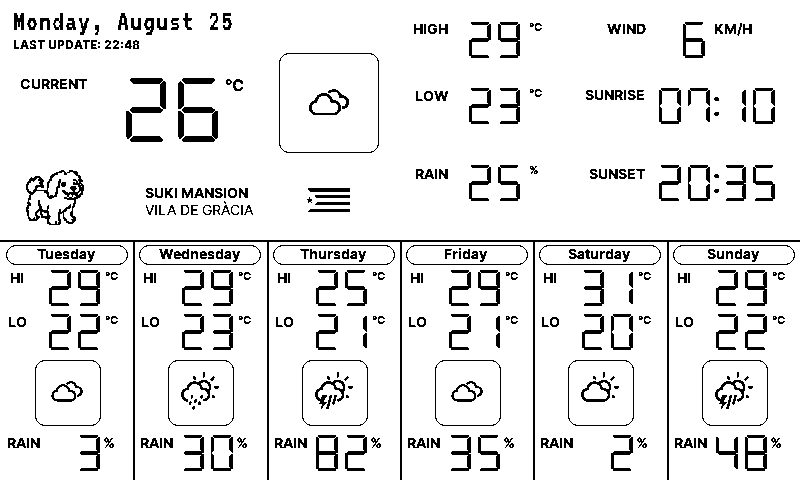 Monday, August 25
LAST UPDATE: 22:48
CURRENT 26 °C
HIGH 29 °C
WIND 6 KM/H
LOW 23 °C
SUNRISE 07:10
RAIN 25 %
SUNSET 20:35
SUKI MANSION
VILA DE GRÀCIA
Tuesday
HI 29 °C
LO 22 °C
RAIN 3 %
Wednesday
HI 29 °C
LO 23 °C
RAIN 30 %
Thursday
HI 25 °C
LO 21 °C
RAIN 82 %
Friday
HI 29 °C
LO 21 °C
RAIN 35 %
Saturday
HI 31 °C
LO 20 °C
RAIN 2 %
Sunday
HI 29 °C
LO 22 °C
RAIN 48 %